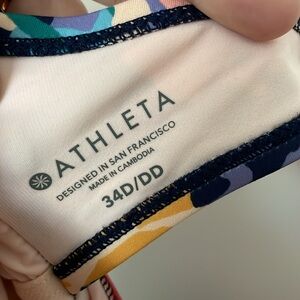 ATHLETA
DESIGNED IN SAN FRANCISCO
MADE IN CAMBODIA
34D/DD